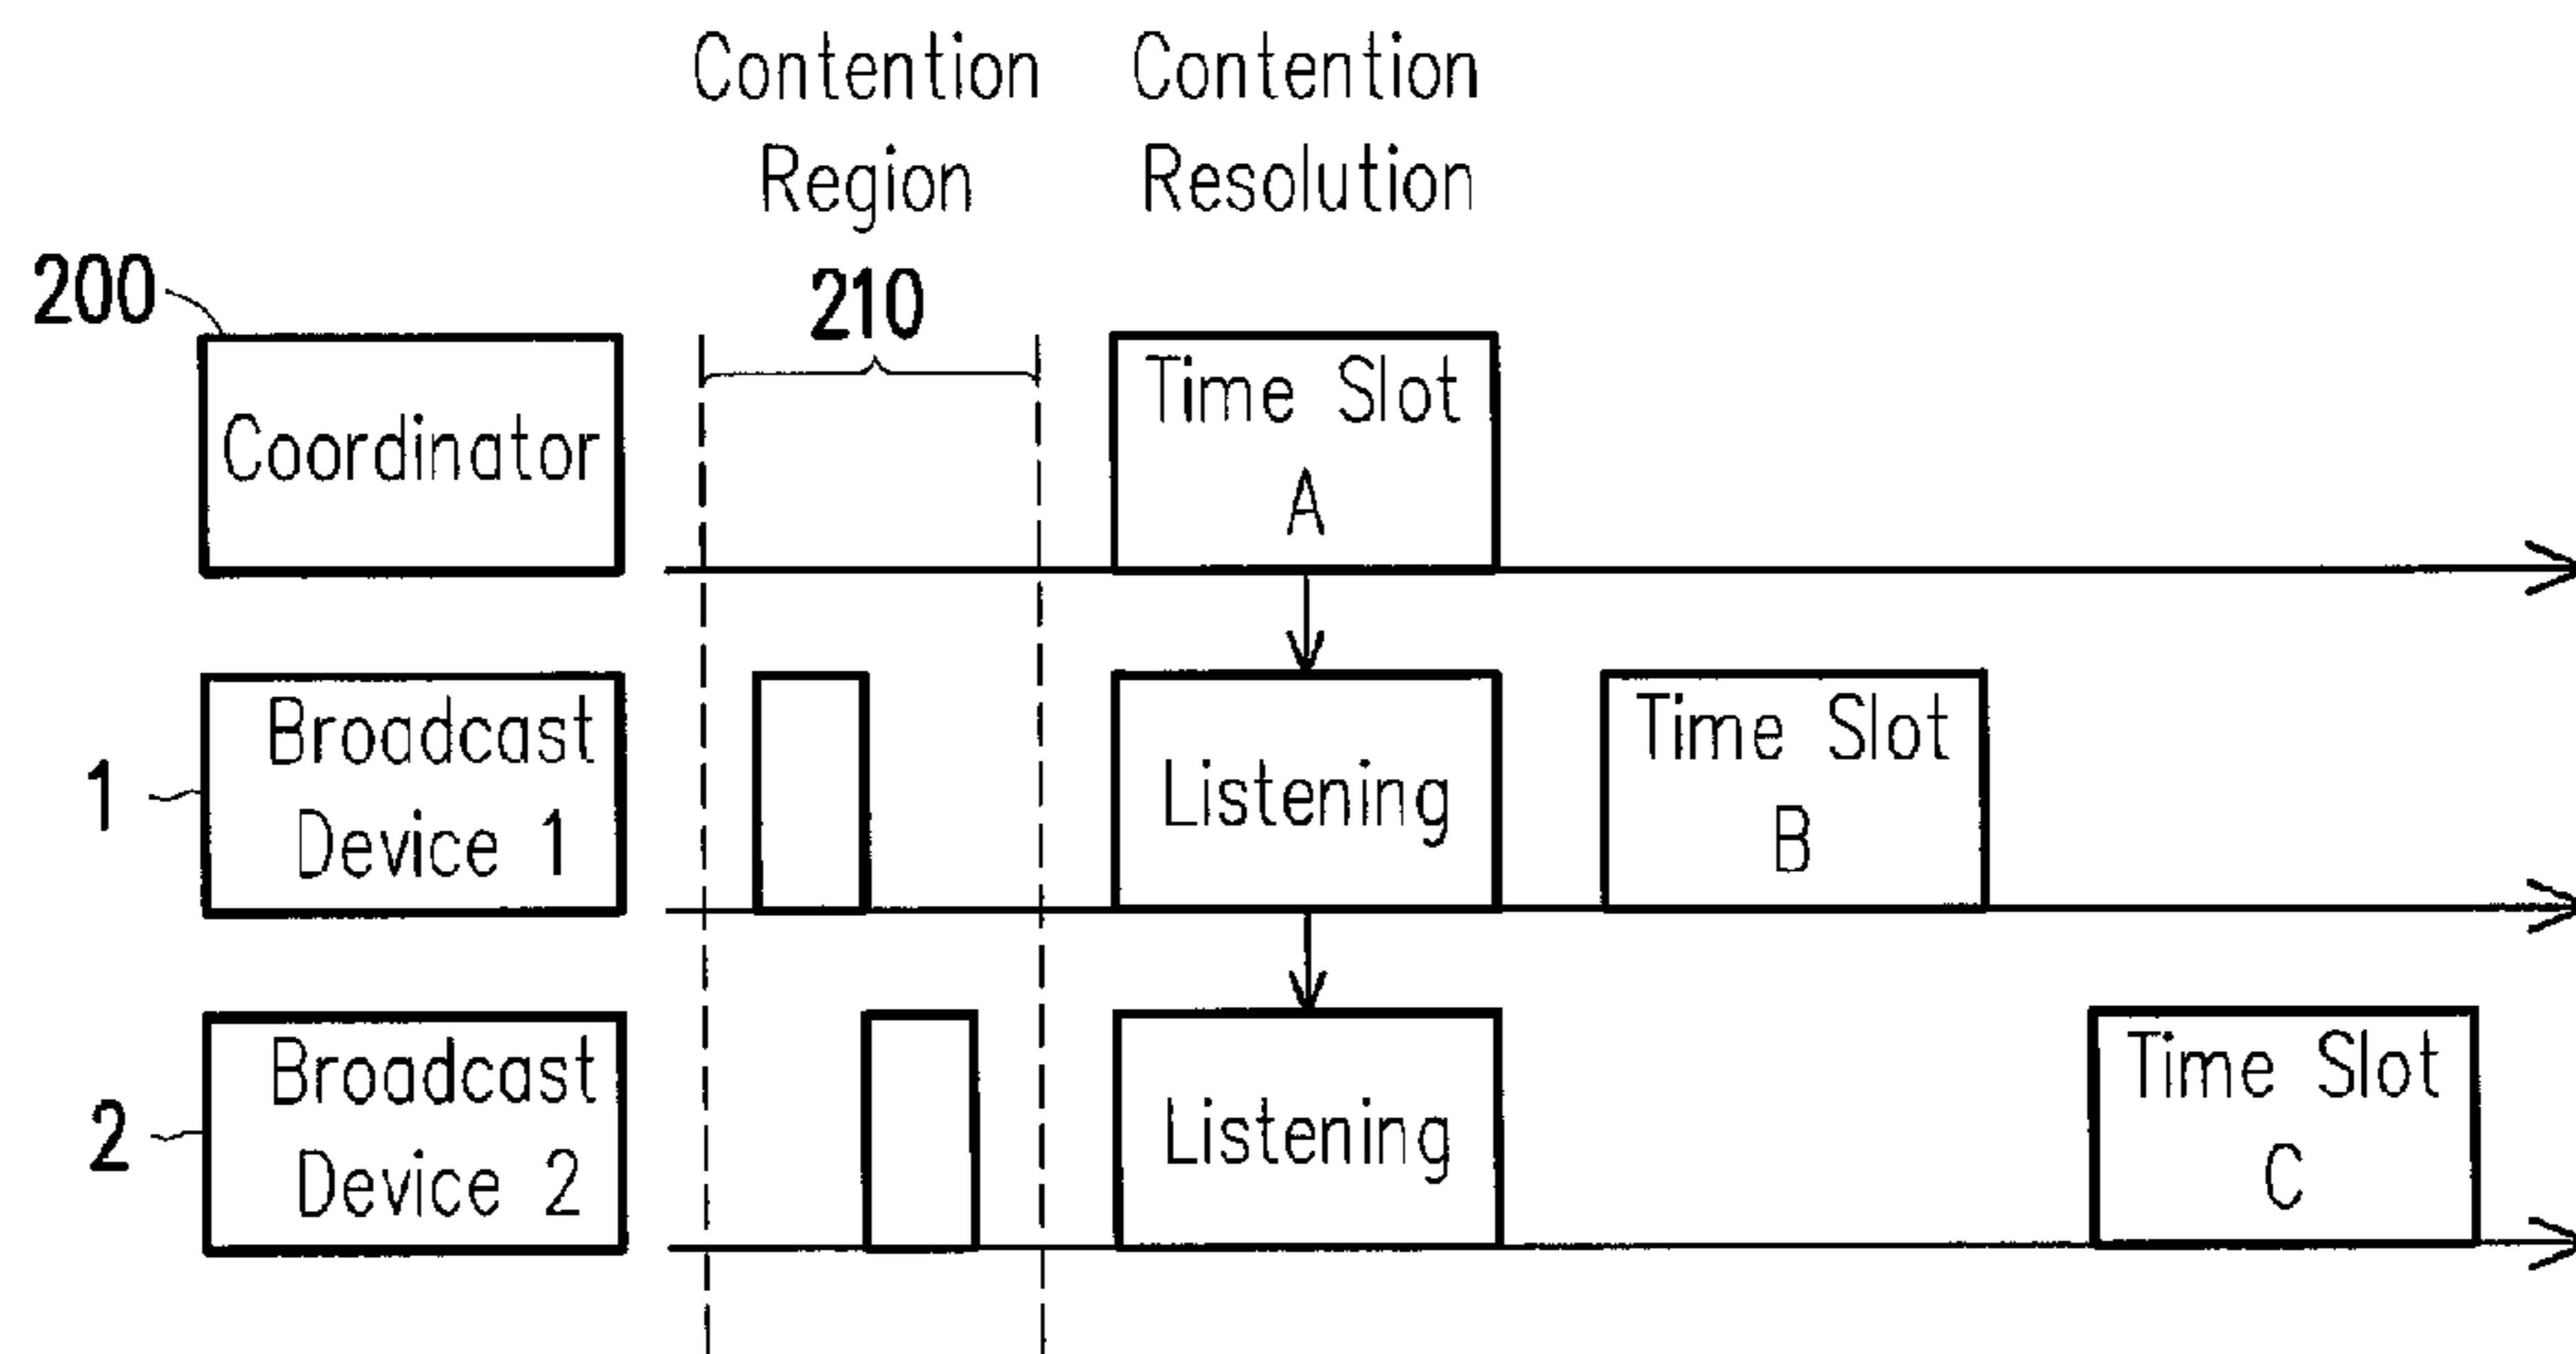 Contention
Region
Contention
Resolution
200
210
Coordinator
Time Slot
A
1
Broadcast
Device 1
Listening
Time Slot
B
2
Broadcast
Device 2
Listening
Time Slot
C